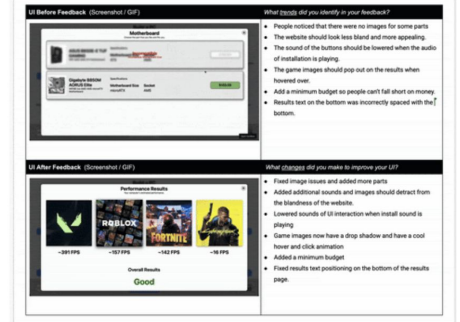 UI Before Feedback (Screenshot / GIF)
What trends did you identify in your feedback?
Motherboard
Specifications
Gigabyte B650M
AORUS Elite
Specifications
Motherboard Size Socket
microATX AM5
People noticed that there were no images for some parts
The website should look less bland and more appealing.
The sound of the buttons should be lowered when the audio
of installation is playing.
The game images should pop out on the results when
hovered over.
Add a minimum budget so people can't fall short on money.
Results text on the bottom was incorrectly spaced with the
bottom.
UI After Feedback (Screenshot / GIF)
What changes did you make to improve your UI?
Performance Results
ROBLOX
FORTNITE
~391 FPS
~157 FPS
~142 FPS
~16 FPS
Overall Results
Good
Fixed image issues and added more parts
Added additional sounds and images should detract from
the blandness of the website.
Lowered sounds of UI interaction when install sound is
playing
Game images now have a drop shadow and have a cool
hover and click animation
Added a minimum budget
Fixed results text positioning on the bottom of the results
page.